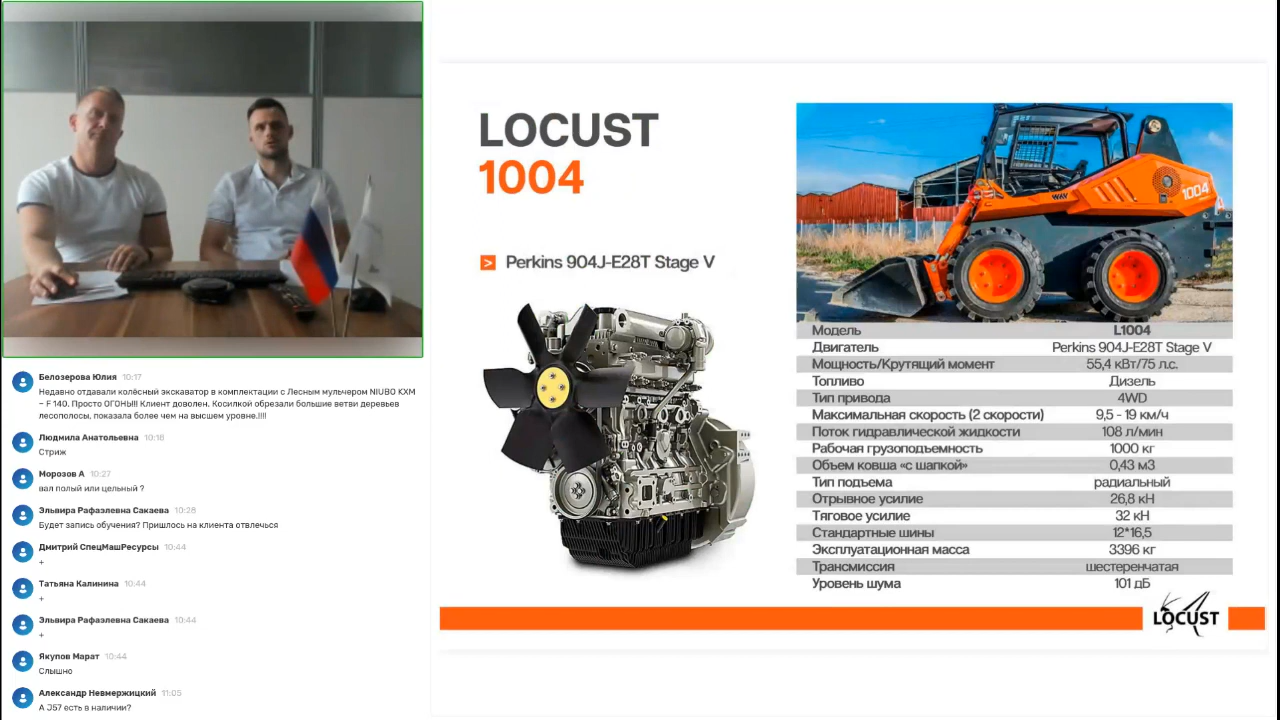 Белозерова Юлия 10:17
Недавно отдавали колёсный экскаватор в комплектации с Лесным мульчером NIUBO KXM
– F 140. Просто ОГОНЬ!!! Клиент доволен. Косилкой обрезали большие ветви деревьев
лесополосы, показала более чем на высшем уровне.!!!!
Людмила Анатольевна 10:18
Стриж
Морозов А 10:27
вал полый или цельный ?
Эльвира Рафаэлевна Сакаева 10:28
Будет запись обучения? Пришлось на клиента отвлечься
Дмитрий СпецМашРесурсы 10:44
+
Татьяна Калинина 10:44
+
Эльвира Рафаэлевна Сакаева 10:44
+
Якупов Марат 10:44
Слышно
Александр Невмержицкий 11:05
А J57 есть в наличии?
LOCUST
1004
Perkins 904J-E28T Stage V
WAY
1004
Модель L1004
Двигатель Perkins 904J-E28T Stage V
Мощность/Крутящий момент 55,4 кВт/75 л.с.
Топливо Дизель
Тип привода 4WD
Максимальная скорость (2 скорости) 9,5 - 19 км/ч
Поток гидравлической жидкости 108 л/мин
Рабочая грузоподъемность 1000 кг
Объем ковша «с шапкой» 0,43 м3
Тип подъема радиальный
Отрывное усилие 26,8 кН
Тяговое усилие 32 кН
Стандартные шины 12*16,5
Эксплуатационная масса 3396 кг
Трансмиссия шестеренчатая
Уровень шума 101 дБ
LOCUST